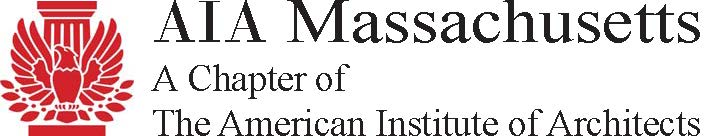 AIA Massachusetts
A Chapter of
The American Institute of Architects